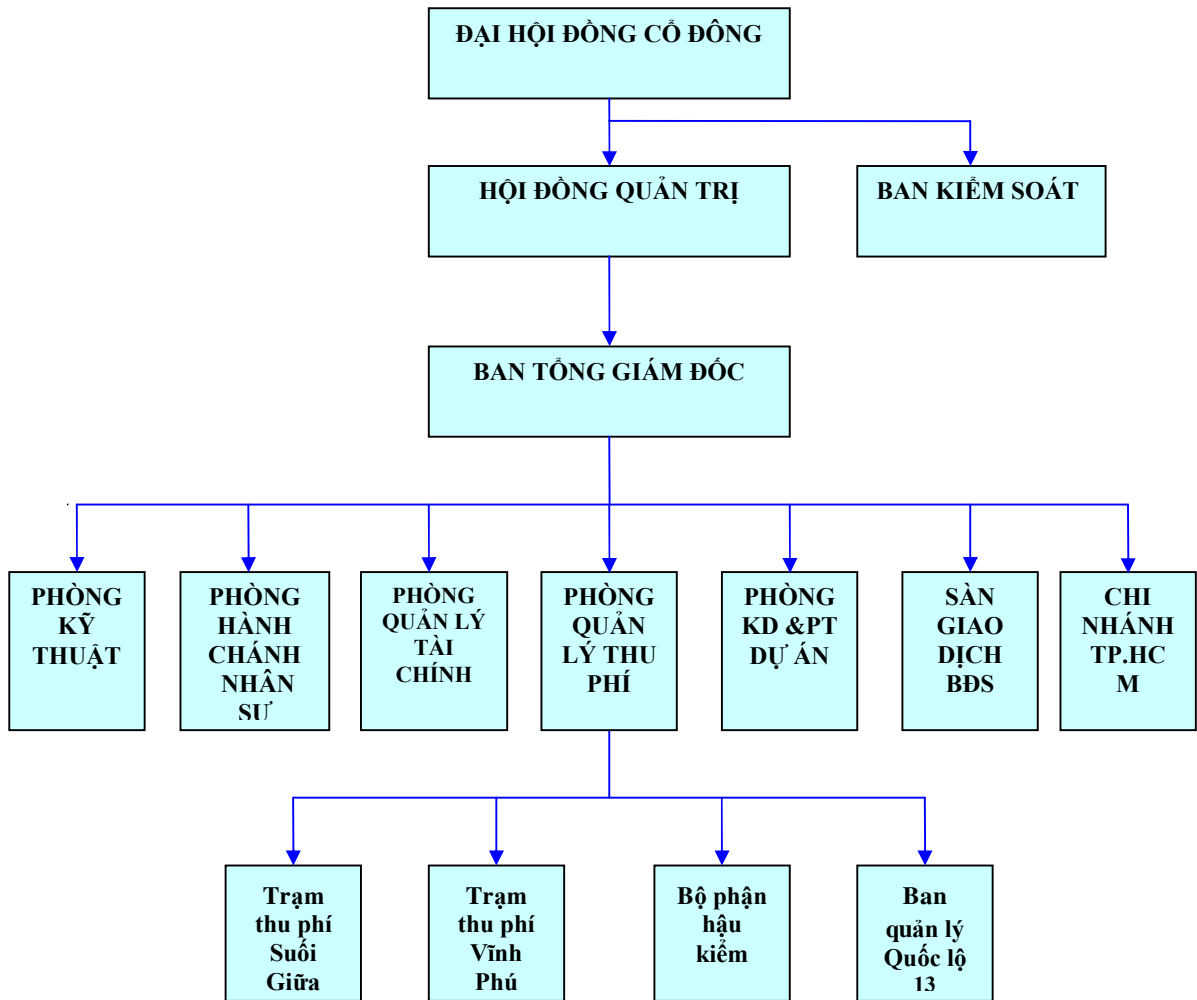 ĐẠI HỘI ĐỒNG CỔ ĐÔNG
HỘI ĐỒNG QUẢN TRỊ
BAN KIỂM SOÁT
BAN TỔNG GIÁM ĐỐC
PHÒNG
KỸ
THUẬT
PHÒNG
HÀNH
CHÁNH
NHÂN
SƯ
PHÒNG
QUẢN LÝ
TÀI
CHÍNH
PHÒNG
QUẢN
LÝ THU
PHÍ
PHÒNG
KD &PT
DỰ ÁN
SÀN
GIAO
DỊCH
BĐS
CHI
NHÁNH
TP.HC
M
Trạm
thu phí
Suối
Giữa
Trạm
thu phí
Vĩnh
Phú
Bộ phận
hậu
kiểm
Ban
quản lý
Quốc lộ
13